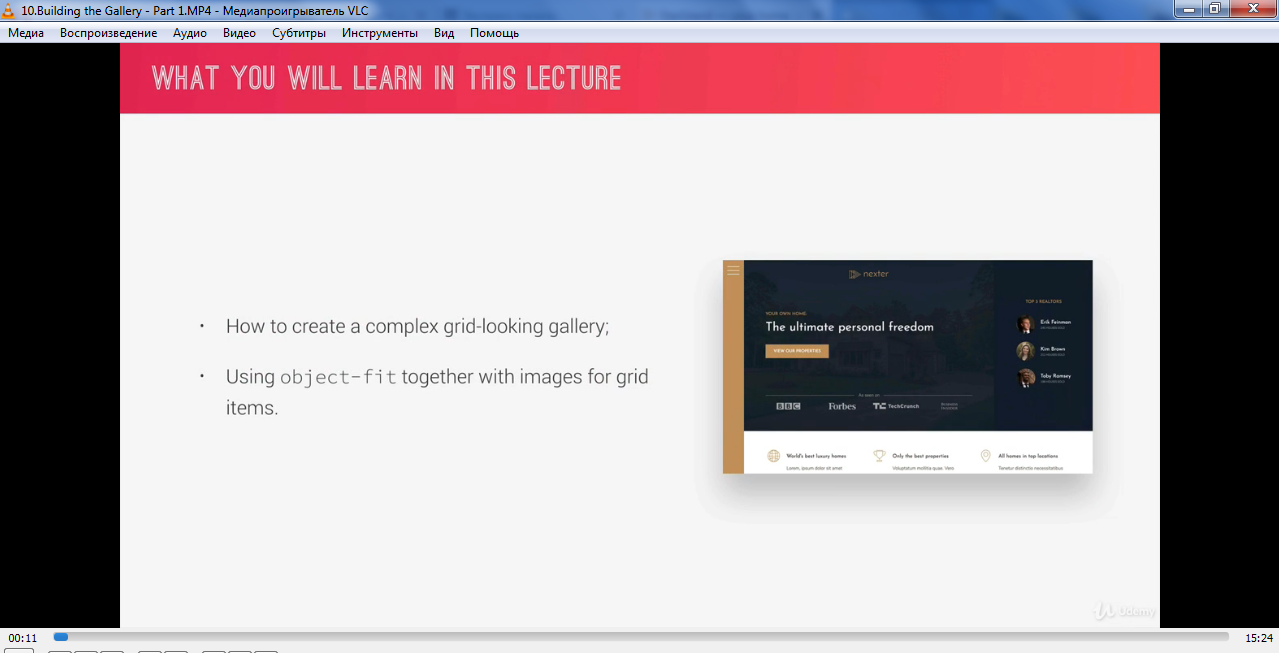 10.Building the Gallery - Part 1.MP4 - Медиапроигрыватель VLC
Медиа Воспроизведение Аудио Видео Субтитры Инструменты Вид Помощь
WHAT YOU WILL LEARN IN THIS LECTURE
· How to create a complex grid-looking gallery;
· Using object-fit together with images for grid
items.
nexter
YOUR OWN HOME:
The ultimate personal freedom
VIEW OUR PROPERTIES
As seen on
BBC Forbes TC TechCrunch
TOP 3 REALTORS
Erik Feinman
Kim Brown
Toby Ramsey
World's best luxury homes
Lorem, ipsum dolor sit amet
Only the best properties
Voluptatum mollitia quae. Vero
All homes in top locations
Tenetur distinctio necessitatibus
Udemy
00:11 15:24